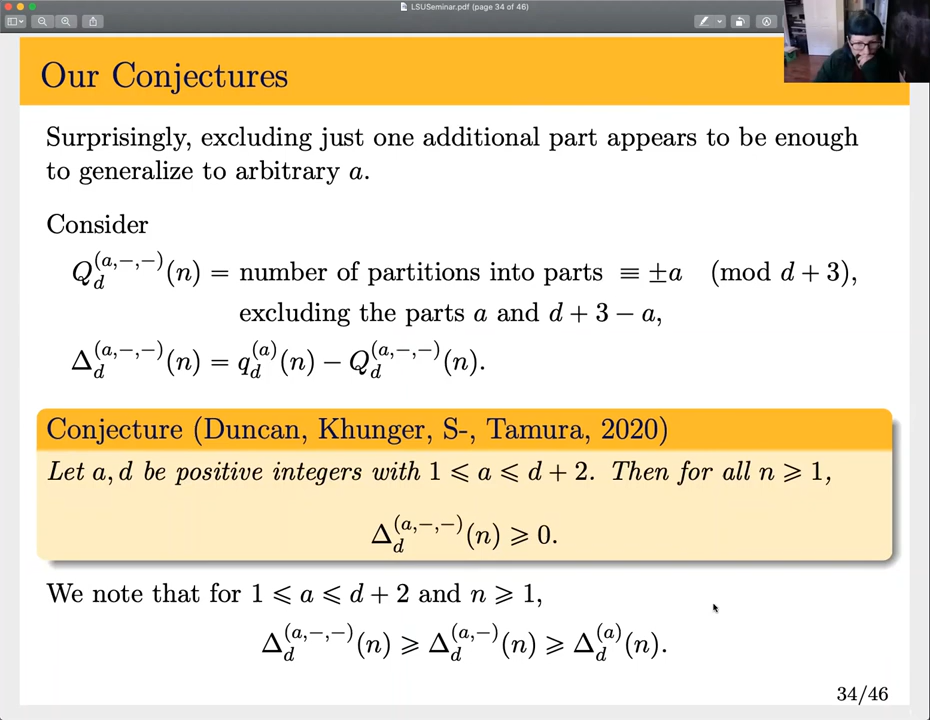 LSUSeminar.pdf (page 34 of 46)
Our Conjectures
Surprisingly, excluding just one additional part appears to be enough
to generalize to arbitrary a.
Consider
Q_d^{(a,−,−)}(n) = number of partitions into parts ≡ ±a (mod d + 3),
excluding the parts a and d + 3 − a,
Δ_d^{(a,−,−)}(n) = q_d^{(a)}(n) − Q_d^{(a,−,−)}(n).
Conjecture (Duncan, Khunger, S-, Tamura, 2020)
Let a, d be positive integers with 1 ⩽ a ⩽ d + 2. Then for all n ⩾ 1,
Δ_d^{(a,−,−)}(n) ⩾ 0.
We note that for 1 ⩽ a ⩽ d + 2 and n ⩾ 1,
Δ_d^{(a,−,−)}(n) ⩾ Δ_d^{(a,−)}(n) ⩾ Δ_d^{(a)}(n).
34/46